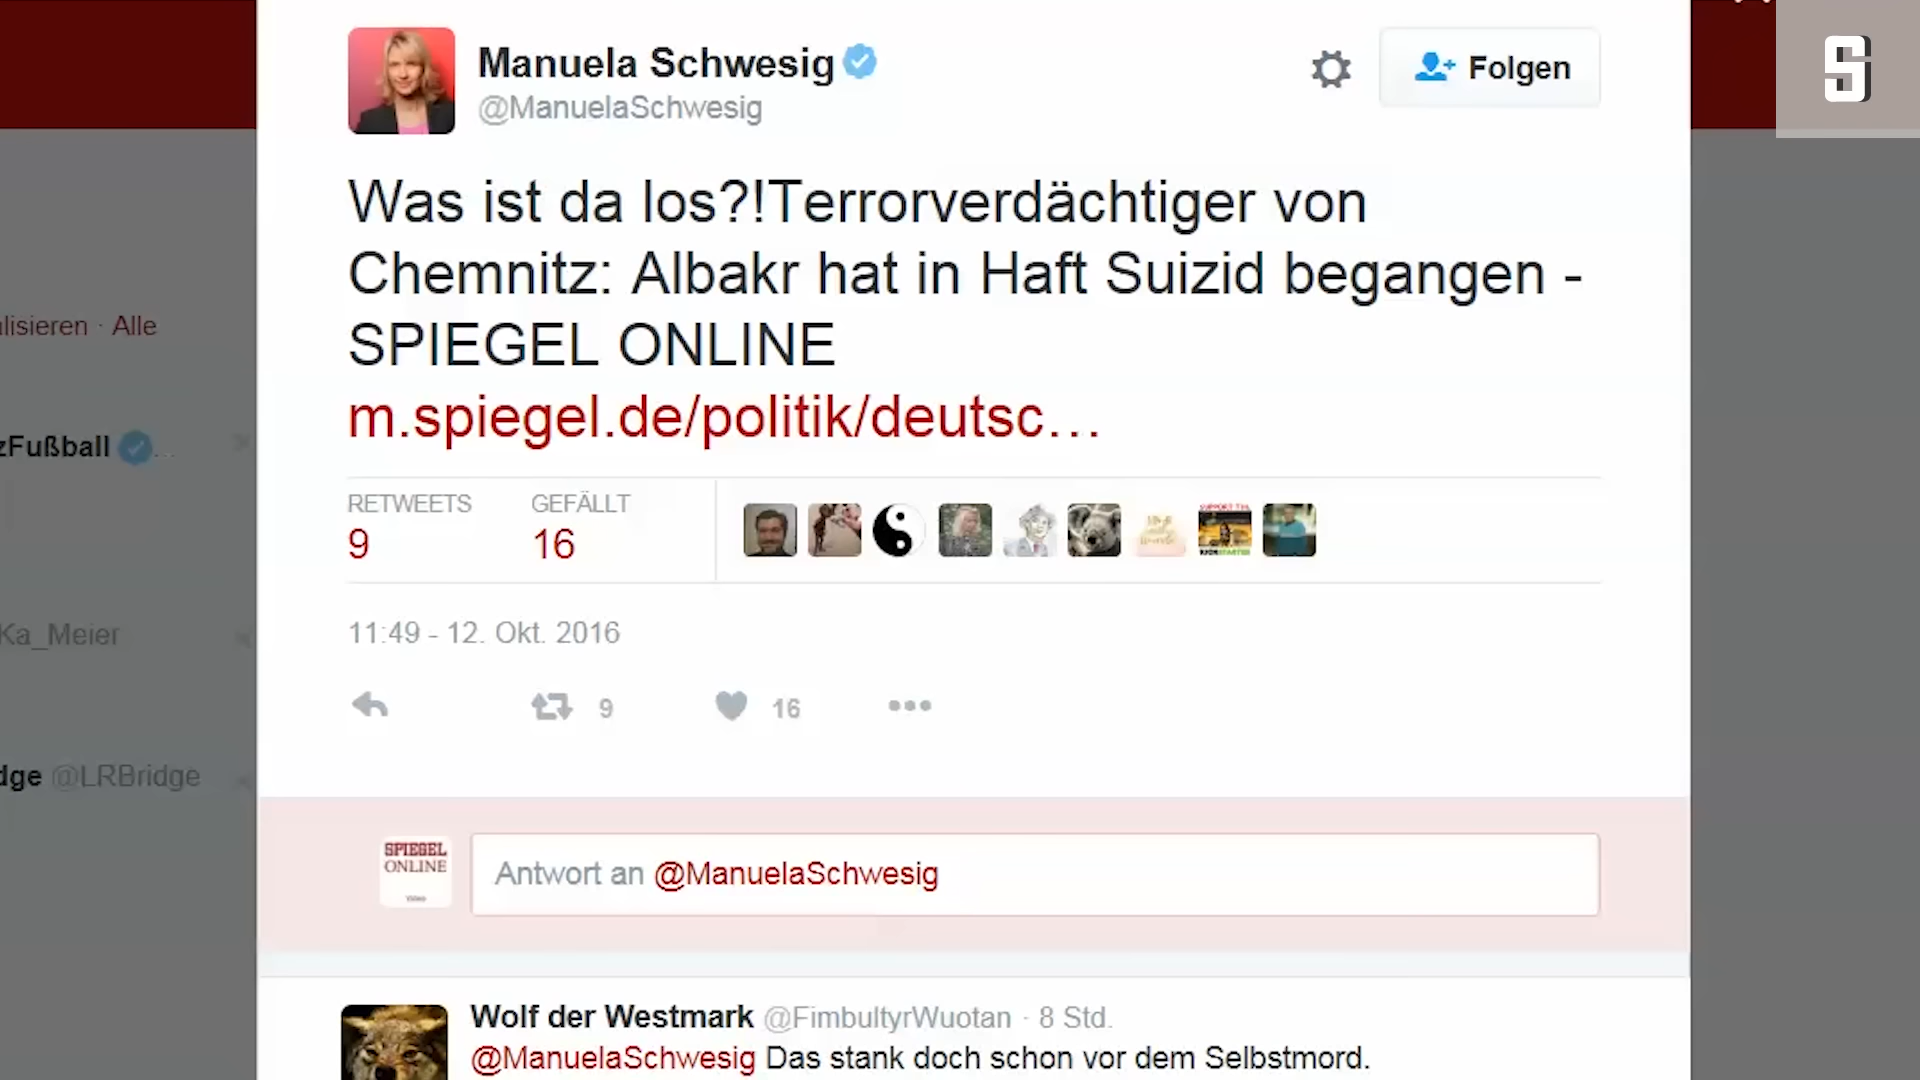 S
Manuela Schwesig
@ManuelaSchwesig
Folgen
Was ist da los?!Terrorverdächtiger von
Chemnitz: Albakr hat in Haft Suizid begangen -
SPIEGEL ONLINE
m.spiegel.de/politik/deutsc…
lisieren · Alle
zFußball ...
Ka_Meier
dge @LRBridge
RETWEETS
9
GEFÄLLT
16
11:49 - 12. Okt. 2016
9
16
SPIEGEL
ONLINE
Antwort an @ManuelaSchwesig
Wolf der Westmark @FimbultyrWuotan · 8 Std.
@ManuelaSchwesig Das stank doch schon vor dem Selbstmord.